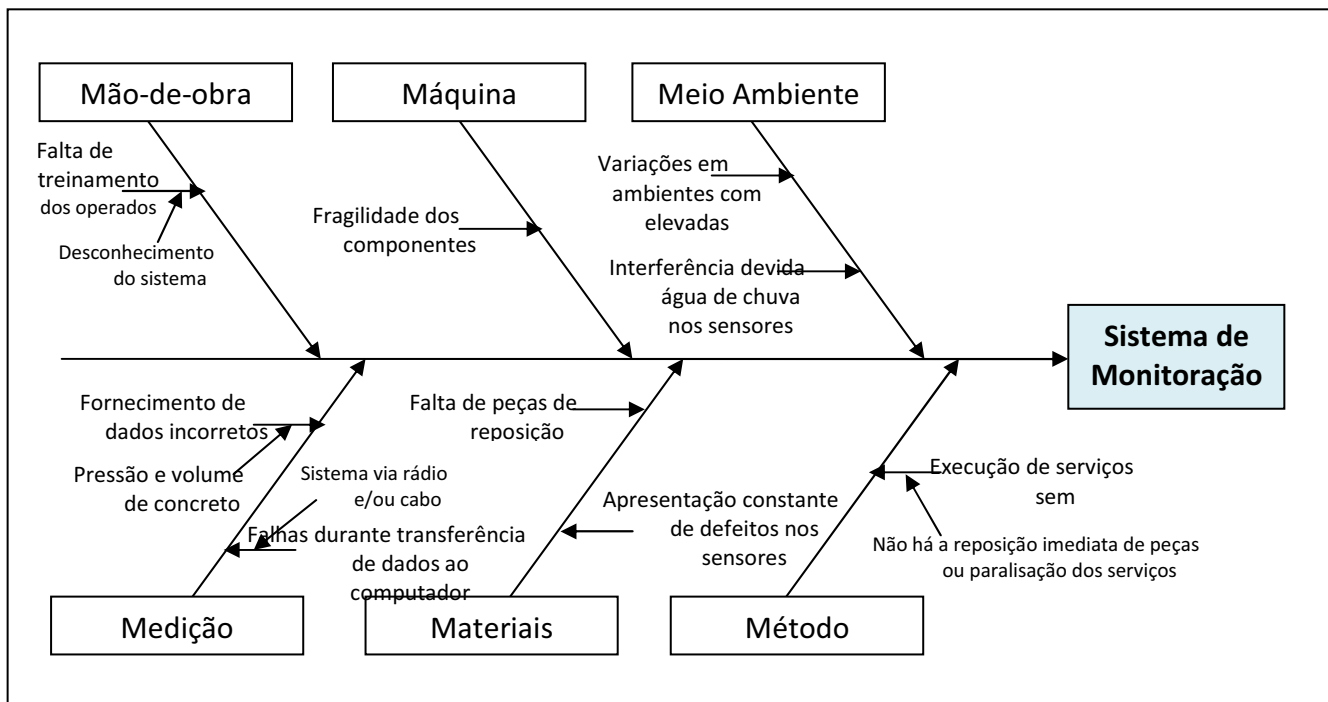 Mão-de-obra
Máquina
Meio Ambiente
Falta de
treinamento
dos operados
Desconhecimento
do sistema
Fragilidade dos
componentes
Variações em
ambientes com
elevadas
Interferência devida
água de chuva
nos sensores
Sistema de
Monitoração
Fornecimento de
dados incorretos
Pressão e volume
de concreto
Sistema via rádio
e/ou cabo
Falhas durante transferência
de dados ao
computador
Falta de peças de
reposição
Apresentação constante
de defeitos nos
sensores
Execução de serviços
sem
Não há a reposição imediata de peças
ou paralisação dos serviços
Medição
Materiais
Método